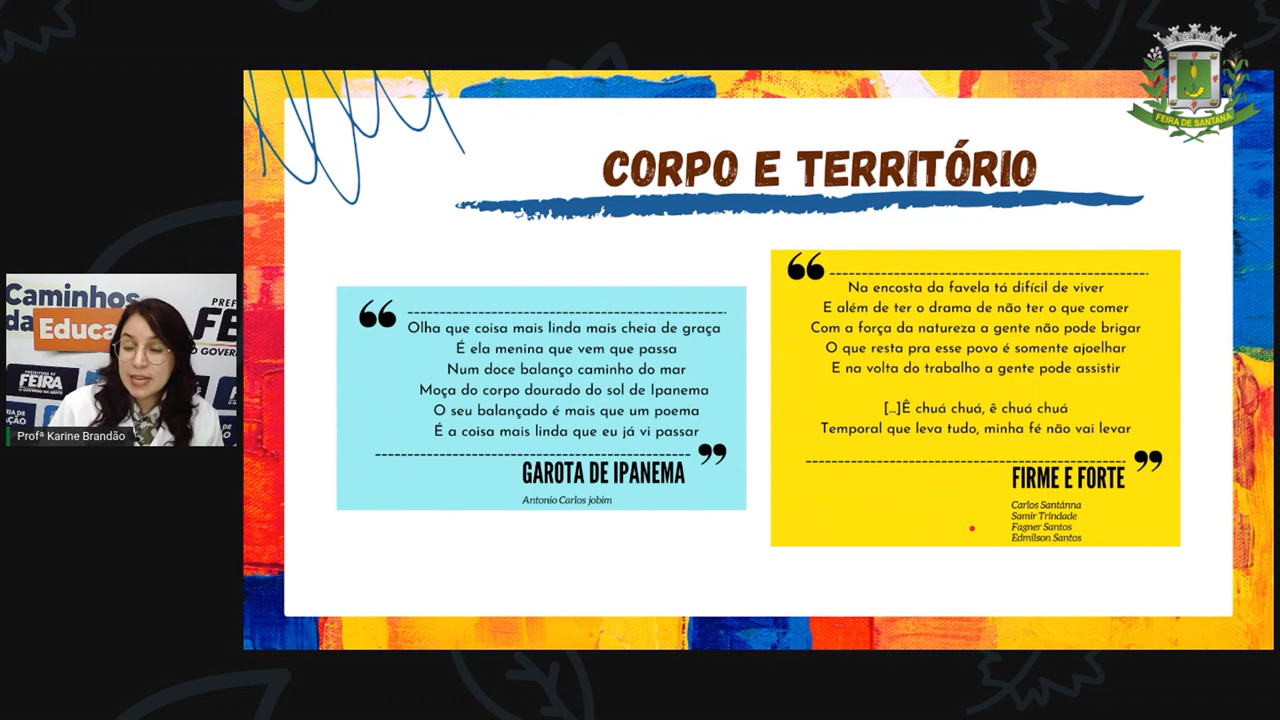 FEIRA DE SANTANA
CORPO E TERRITÓRIO
Olha que coisa mais linda mais cheia de graça
É ela menina que vem que passa
Num doce balanço caminho do mar
Moça do corpo dourado do sol de Ipanema
O seu balançado é mais que um poema
É a coisa mais linda que eu já vi passar
GAROTA DE IPANEMA
Antonio Carlos jobim
Na encosta da favela tá difícil de viver
E além de ter o drama de não ter o que comer
Com a força da natureza a gente não pode brigar
O que resta pra esse povo é somente ajoelhar
E na volta do trabalho a gente pode assistir
[...]Ê chuá chuá, ê chuá chuá
Temporal que leva tudo, minha fé não vai levar
FIRME E FORTE
Carlos Santánna
Samir Trindade
Fagner Santos
Edmilson Santos
Caminhos
da Educa
PREF
FE
O GOVER
FEIRA
Profª Karine Brandão